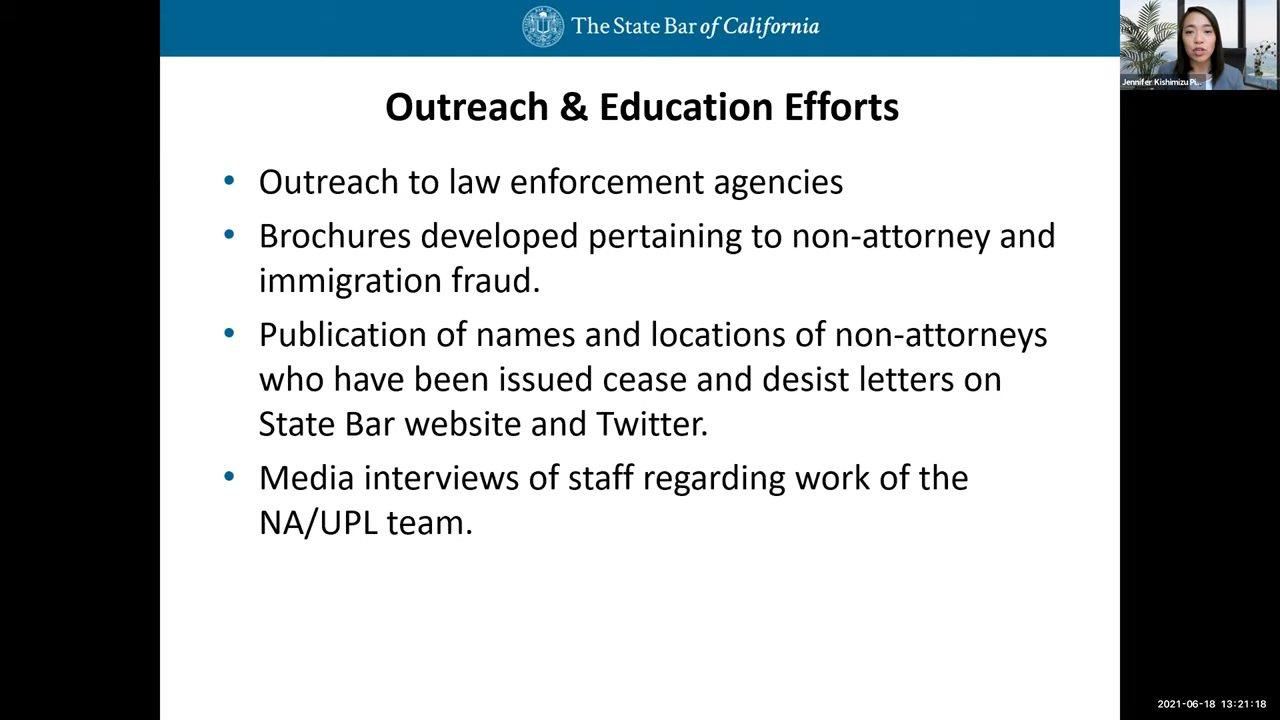 The State Bar of California
Jennifer Kishimizu Pi...
Outreach & Education Efforts
• Outreach to law enforcement agencies
• Brochures developed pertaining to non-attorney and
immigration fraud.
• Publication of names and locations of non-attorneys
who have been issued cease and desist letters on
State Bar website and Twitter.
• Media interviews of staff regarding work of the
NA/UPL team.
2021-06-18 13:21:18